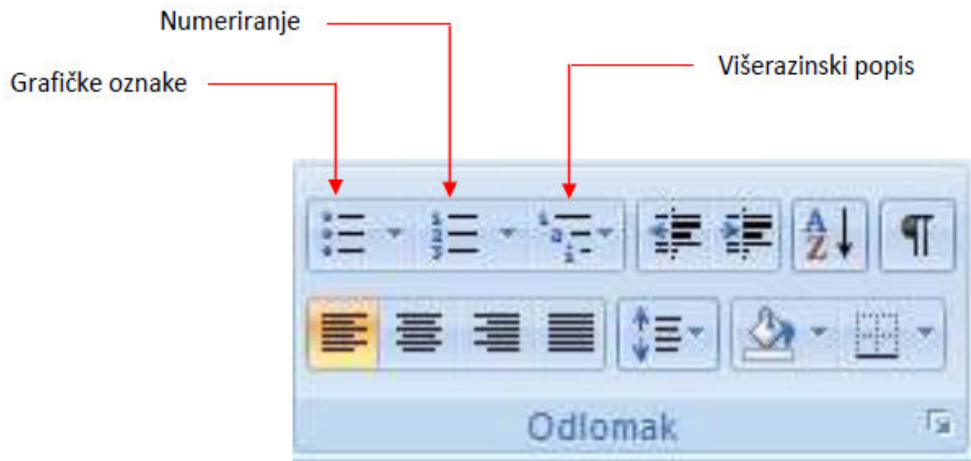 Numeriranje
Grafičke oznake
Višerazinski popis
A
Z
¶
Odlomak